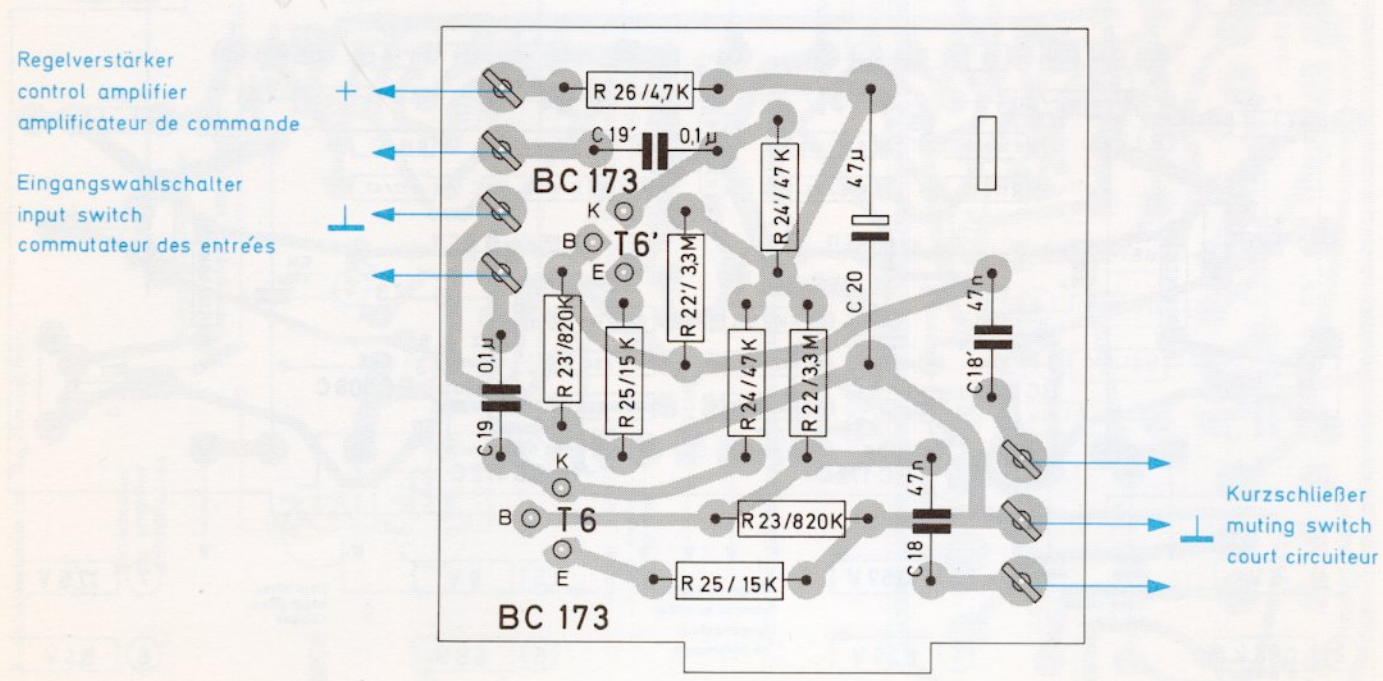 Regelverstärker
control amplifier
amplificateur de commande
+
Eingangswahlschalter
input switch
commutateur des entrées
R 26/4,7K
C 19' 0,1µ
BC 173
K
B T6'
E
R 24'/47K
47µ
C 20
R 22'/3,3M
R 23'/820K
R 25/15K
R 24/47K
R 22/3,3M
47n
C 18'
0,1µ
C 19
K
B T6
E
BC 173
R 23/820K
R 25/15K
47n
C 18
Kurzschließer
muting switch
court circuiteur